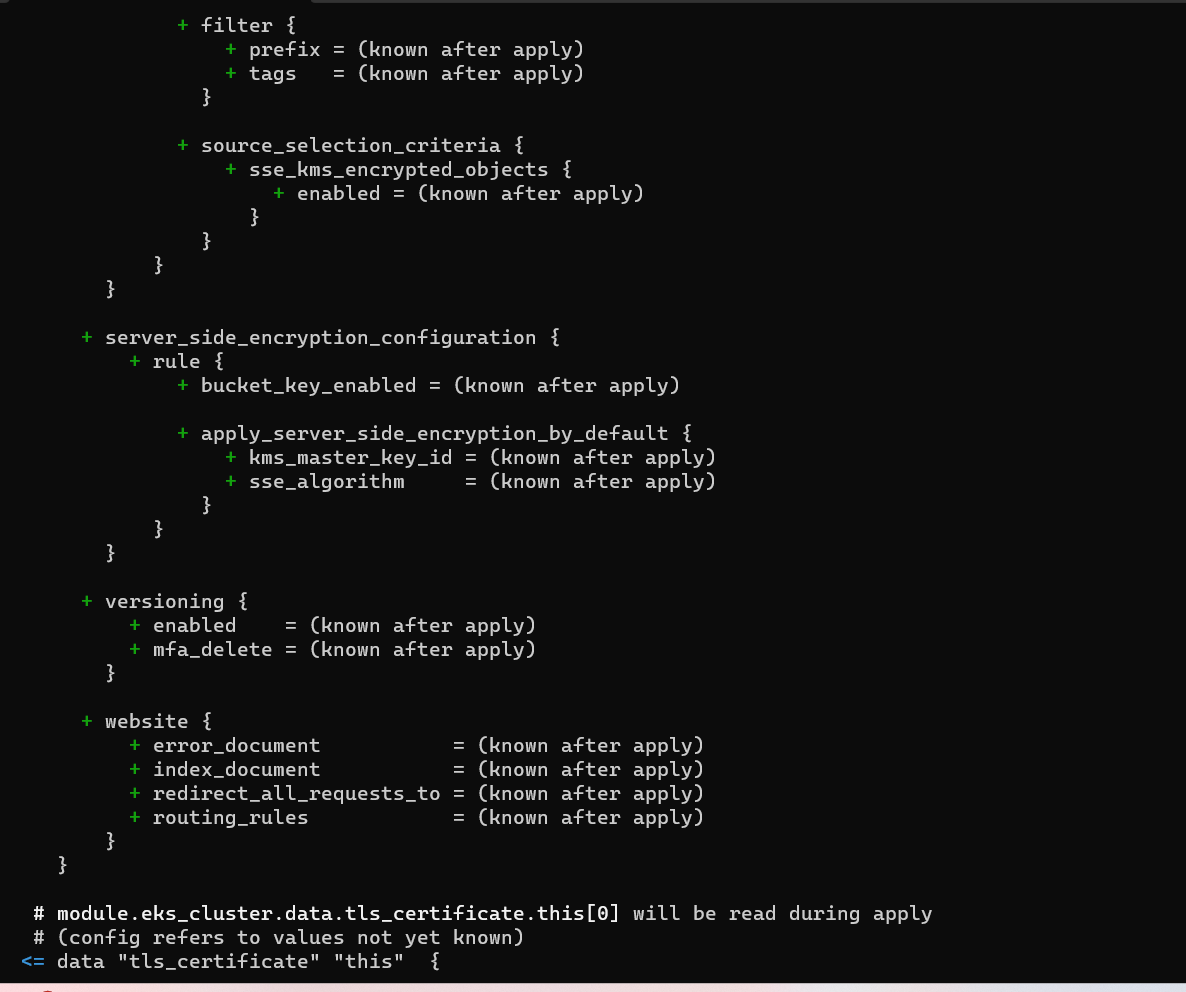 + filter {
+ prefix = (known after apply)
+ tags   = (known after apply)
}
+ source_selection_criteria {
+ sse_kms_encrypted_objects {
+ enabled = (known after apply)
}
}
}
}
+ server_side_encryption_configuration {
+ rule {
+ bucket_key_enabled = (known after apply)
+ apply_server_side_encryption_by_default {
+ kms_master_key_id = (known after apply)
+ sse_algorithm     = (known after apply)
}
}
}
+ versioning {
+ enabled    = (known after apply)
+ mfa_delete = (known after apply)
}
+ website {
+ error_document           = (known after apply)
+ index_document           = (known after apply)
+ redirect_all_requests_to = (known after apply)
+ routing_rules            = (known after apply)
}
}
# module.eks_cluster.data.tls_certificate.this[0] will be read during apply
# (config refers to values not yet known)
<= data "tls_certificate" "this"  {